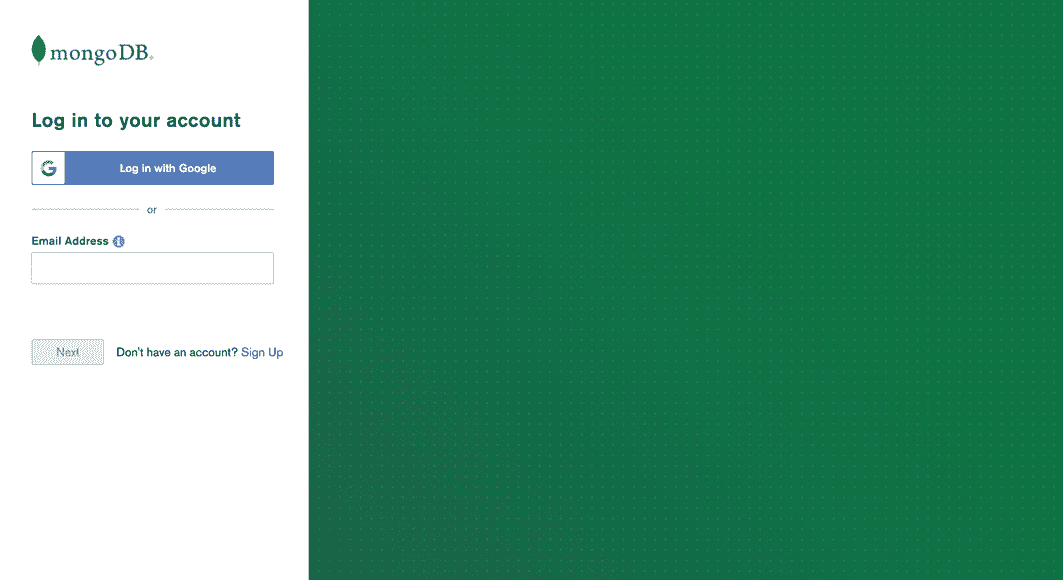 mongoDB
Log in to your account
Log in with Google
or
Email Address
Next
Don't have an account? Sign Up